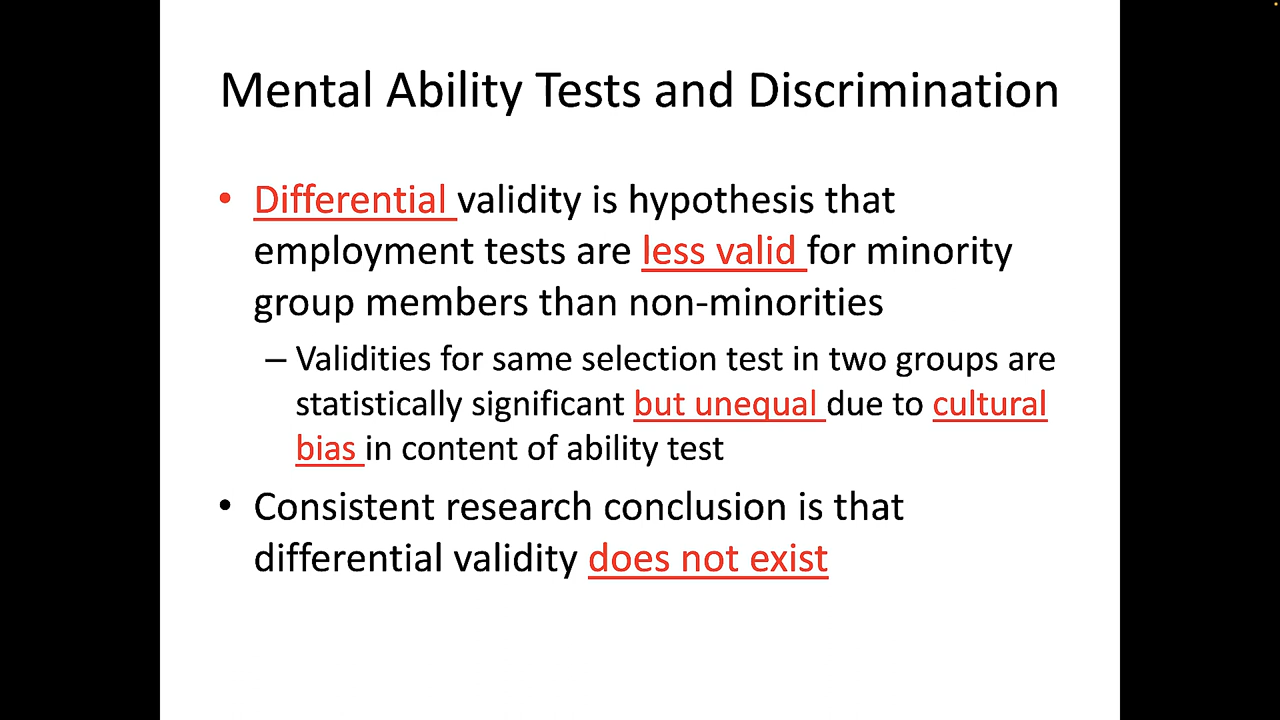 Mental Ability Tests and Discrimination
• Differential validity is hypothesis that
employment tests are less valid for minority
group members than non-minorities
– Validities for same selection test in two groups are
statistically significant but unequal due to cultural
bias in content of ability test
• Consistent research conclusion is that
differential validity does not exist